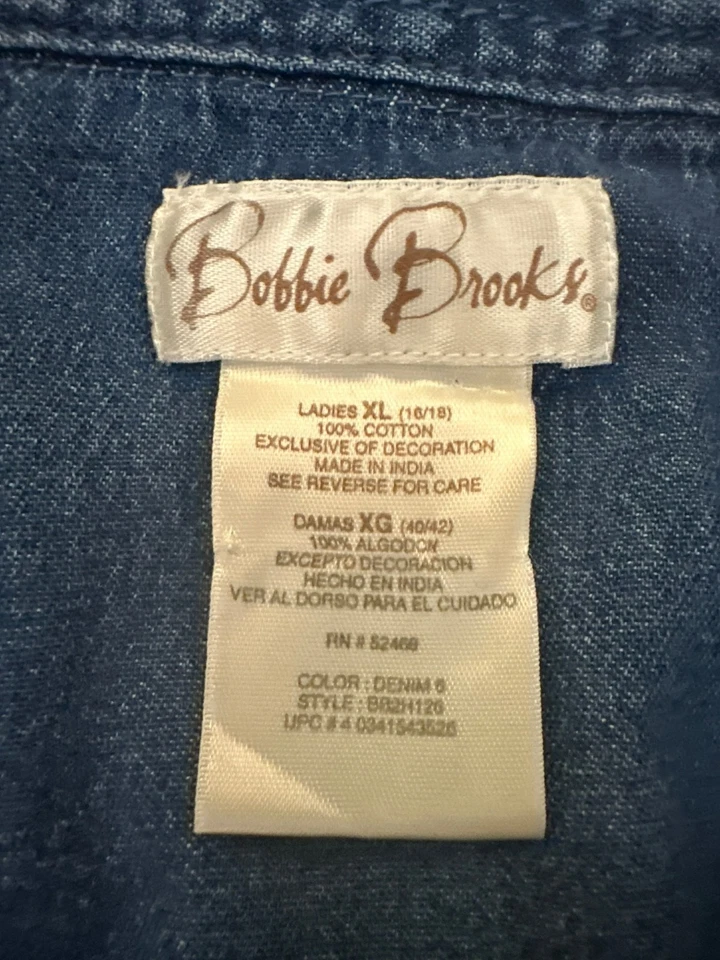 Bobbie Brooks®
LADIES XL (16/18)
100% COTTON
EXCLUSIVE OF DECORATION
MADE IN INDIA
SEE REVERSE FOR CARE
DAMAS XG (40/42)
100% ALGODON
EXCEPTO DECORACION
HECHO EN INDIA
VER AL DORSO PARA EL CUIDADO
RN #
COLOR : DENIM 6
STYLE : BB2H126
UPC # 4 0341543526